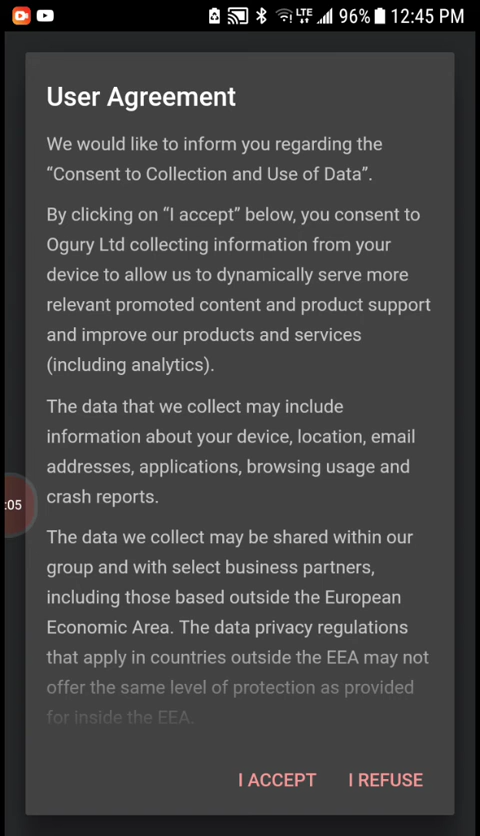 LTE 96% 12:45 PM
User Agreement
We would like to inform you regarding the
“Consent to Collection and Use of Data”.
By clicking on “I accept” below, you consent to
Ogury Ltd collecting information from your
device to allow us to dynamically serve more
relevant promoted content and product support
and improve our products and services
(including analytics).
The data that we collect may include
information about your device, location, email
addresses, applications, browsing usage and
crash reports.
:05
The data we collect may be shared within our
group and with select business partners,
including those based outside the European
Economic Area. The data privacy regulations
that apply in countries outside the EEA may not
offer the same level of protection as provided
for inside the EEA.
I ACCEPT I REFUSE